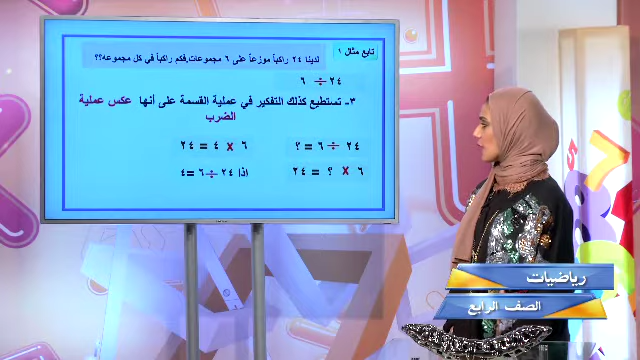 تابع مثال ١
لدينا ٢٤ راكباً موزعاً على ٦ مجموعات,فكم راكباً في كل مجموعه؟؟
٢٤ ÷ ٦
٣- تستطيع كذلك التفكير في عملية القسمة على أنها عكس عملية
الضرب
٢٤ ÷ ٦ = ؟
٦ x ٤ = ٢٤
٦ x ؟ = ٢٤
اذا ٢٤ ÷ ٦ =٤
رياضيات
الصف الرابع